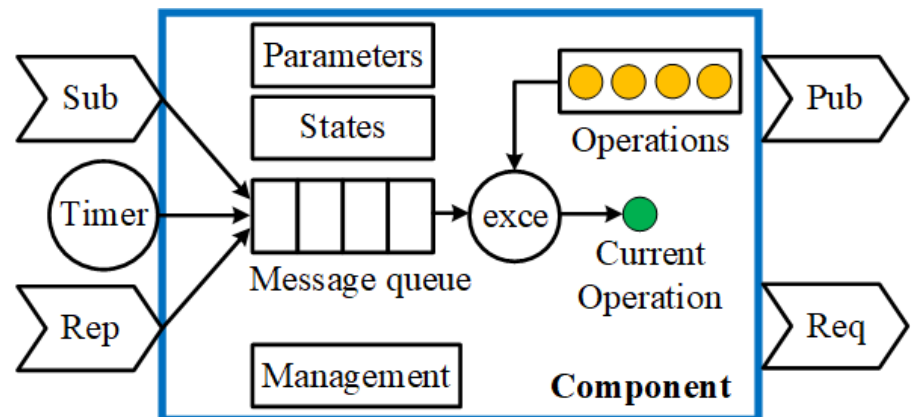 Parameters
Sub
Pub
States
Operations
Timer
exce
Message queue
Current
Operation
Rep
Req
Management
Component